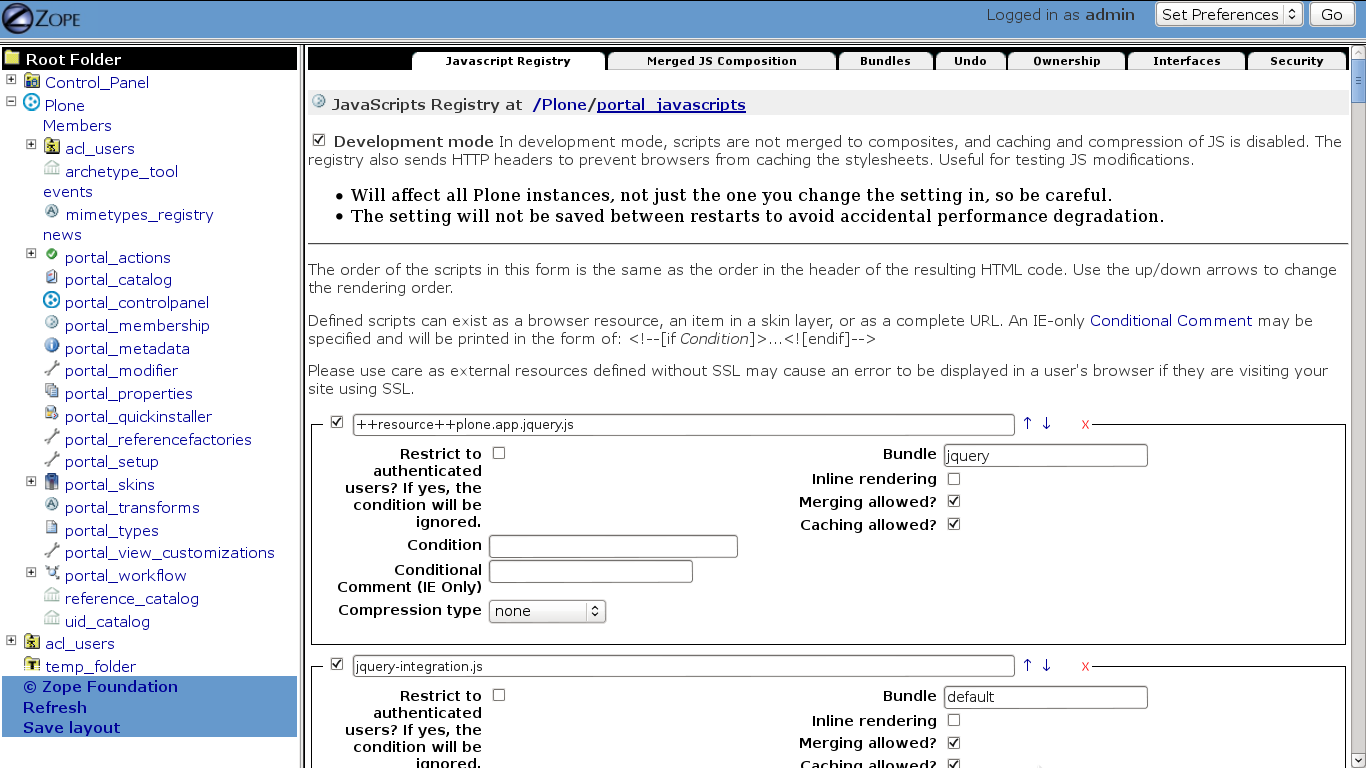 ZOPE
Logged in as admin
Set Preferences
Go
Root Folder
Control_Panel
Plone
Members
acl_users
archetype_tool
events
mimetypes_registry
news
portal_actions
portal_catalog
portal_controlpanel
portal_membership
portal_metadata
portal_modifier
portal_properties
portal_quickinstaller
portal_referencefactories
portal_setup
portal_skins
portal_transforms
portal_types
portal_view_customizations
portal_workflow
reference_catalog
uid_catalog
acl_users
temp_folder
© Zope Foundation
Refresh
Save layout
Javascript Registry
Merged JS Composition
Bundles
Undo
Ownership
Interfaces
Security
JavaScripts Registry at /Plone/portal_javascripts
Development mode In development mode, scripts are not merged to composites, and caching and compression of JS is disabled. The
registry also sends HTTP headers to prevent browsers from caching the stylesheets. Useful for testing JS modifications.
• Will affect all Plone instances, not just the one you change the setting in, so be careful.
• The setting will not be saved between restarts to avoid accidental performance degradation.
The order of the scripts in this form is the same as the order in the header of the resulting HTML code. Use the up/down arrows to change
the rendering order.
Defined scripts can exist as a browser resource, an item in a skin layer, or as a complete URL. An IE-only Conditional Comment may be
specified and will be printed in the form of: <!--[if Condition]>...<![endif]-->
Please use care as external resources defined without SSL may cause an error to be displayed in a user's browser if they are visiting your
site using SSL.
++resource++plone.app.jquery.js ↑ ↓ x
Restrict to
authenticated
users? If yes, the
condition will be
ignored.
Condition
Conditional
Comment (IE Only)
Compression type none
Bundle jquery
Inline rendering
Merging allowed?
Caching allowed?
jquery-integration.js ↑ ↓ x
Restrict to
authenticated
users? If yes, the
condition will be
ignored.
Bundle default
Inline rendering
Merging allowed?
Caching allowed?